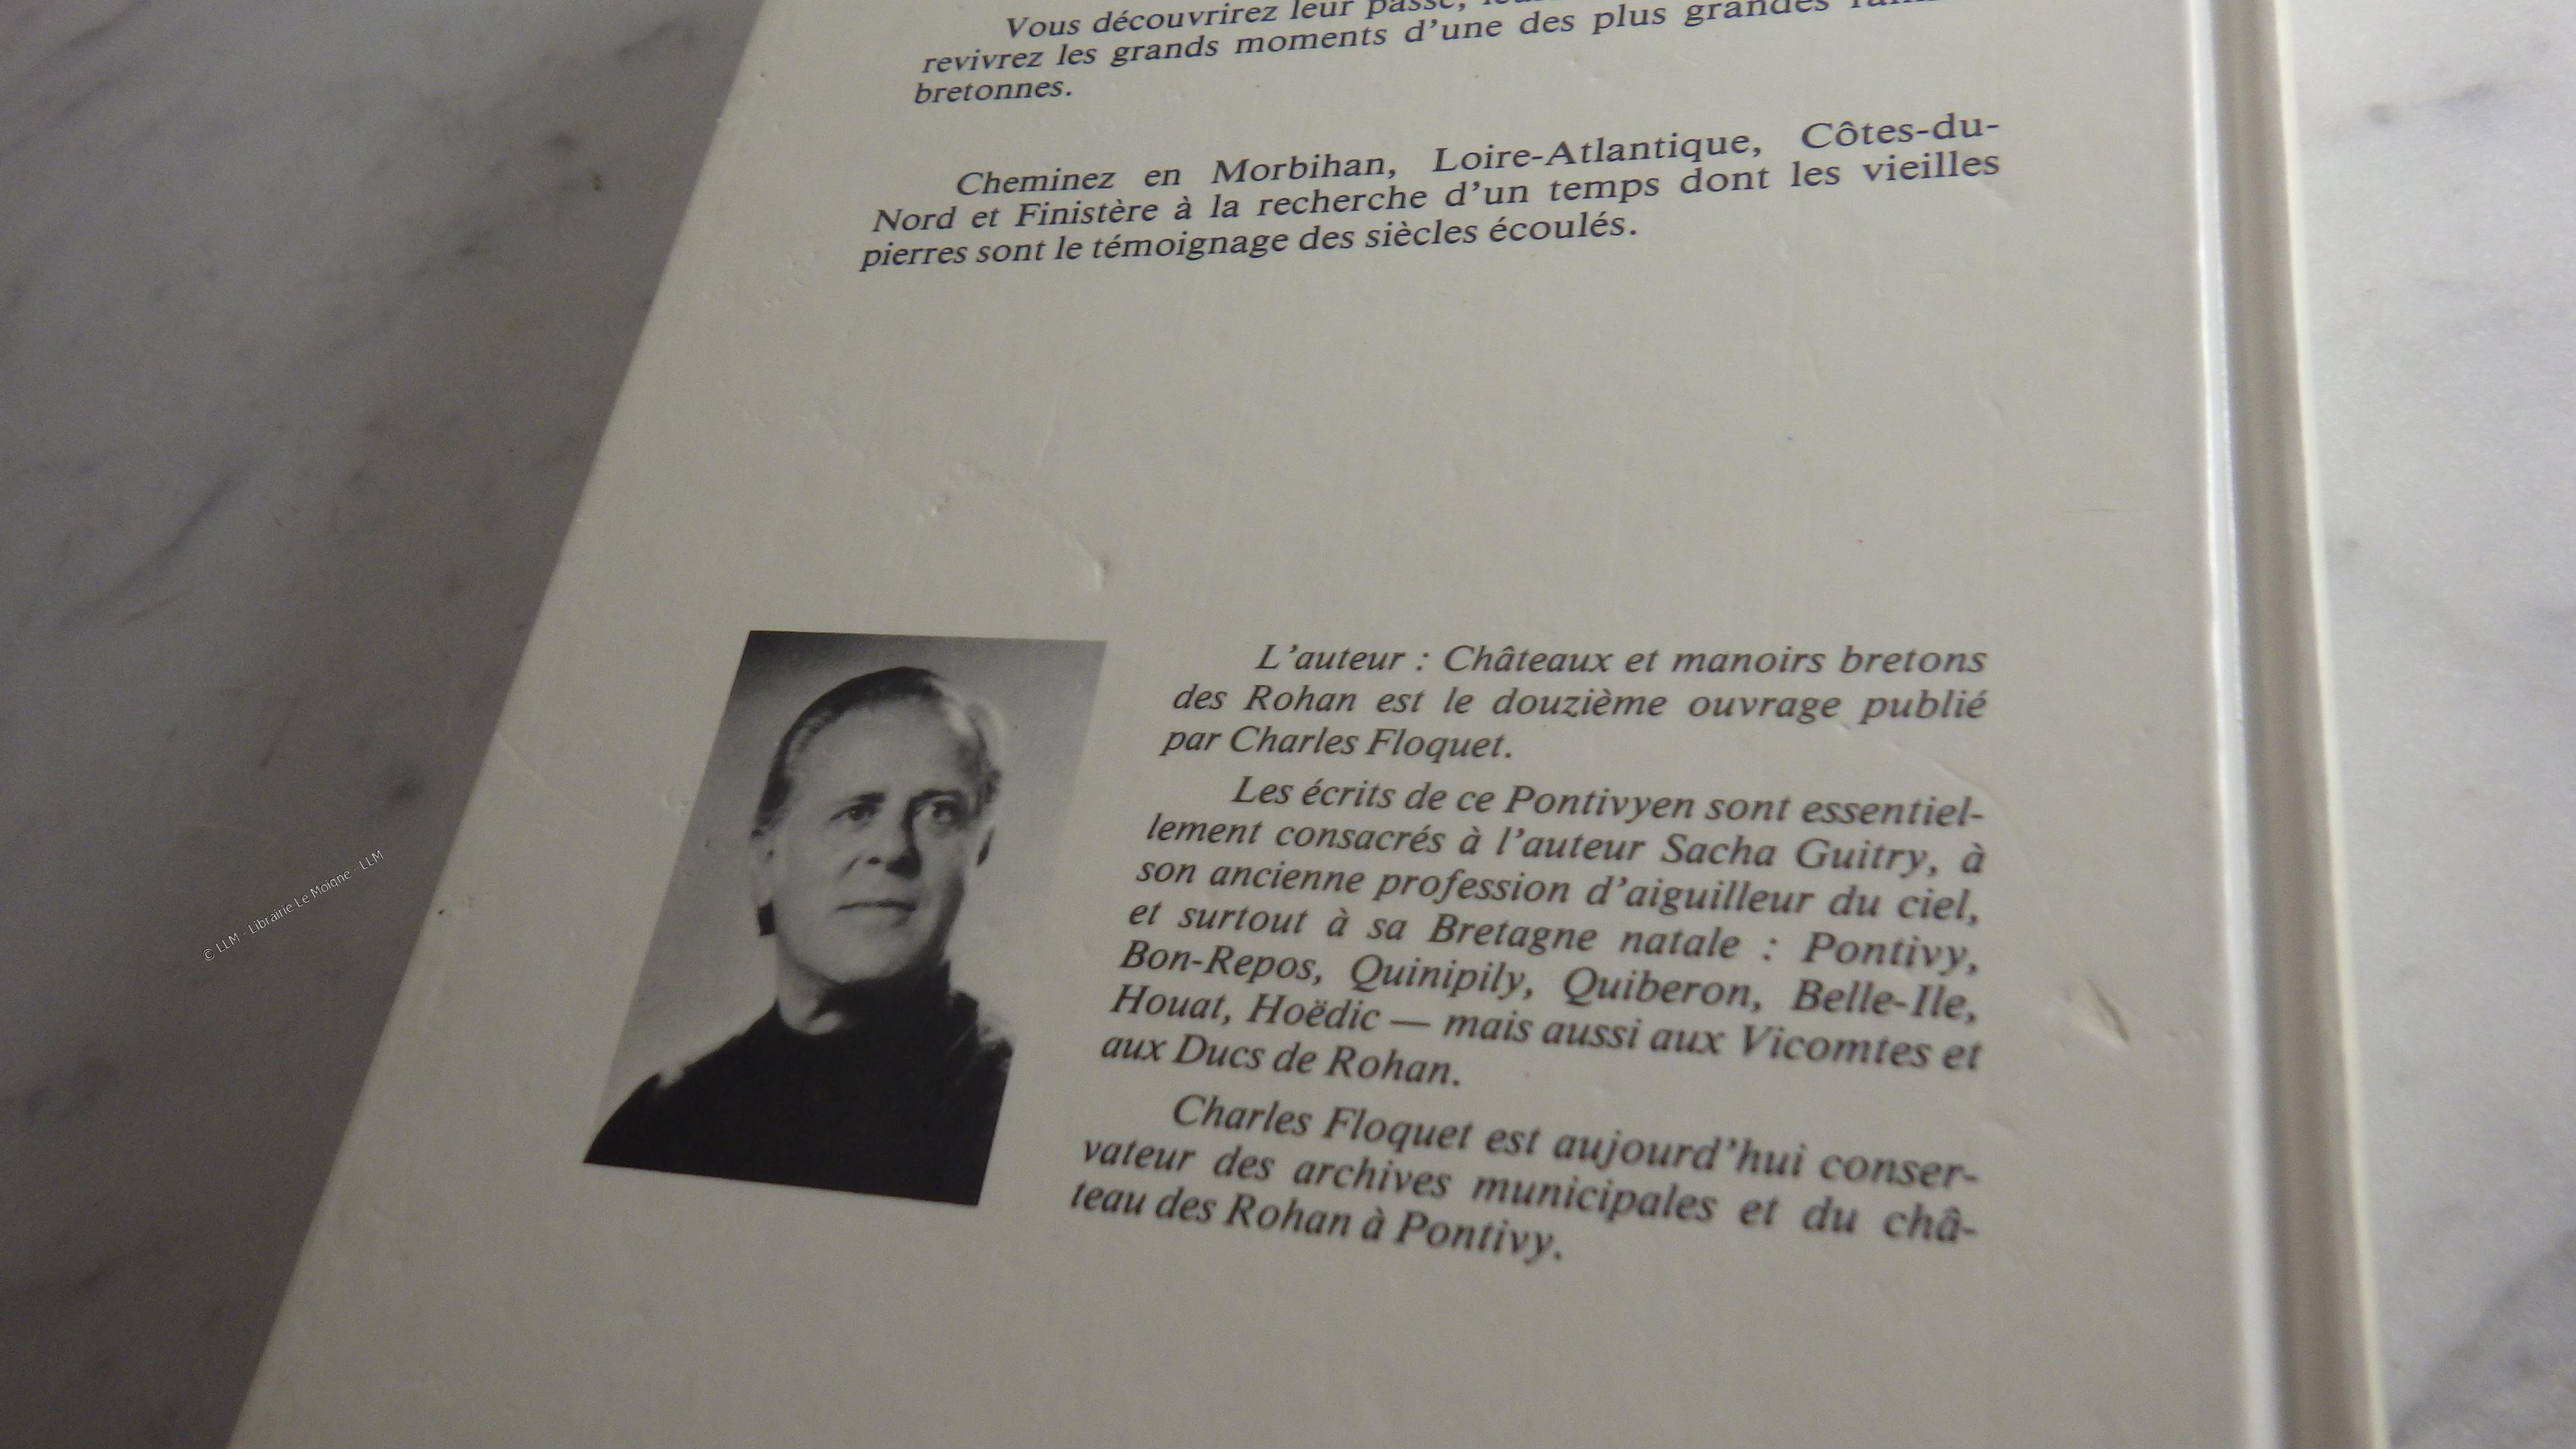 Vous découvrirez leur passé,
revivrez les grands moments d'une des plus grandes
bretonnes.
Cheminez en Morbihan, Loire-Atlantique, Côtes-du-
Nord et Finistère à la recherche d'un temps dont les vieilles
pierres sont le témoignage des siècles écoulés.
L'auteur : Châteaux et manoirs bretons
des Rohan est le douzième ouvrage publié
par Charles Floquet.
Les écrits de ce Pontivyen sont essentiel-
lement consacrés à l'auteur Sacha Guitry, à
son ancienne profession d'aiguilleur du ciel,
et surtout à sa Bretagne natale : Pontivy,
Bon-Repos, Quinipily, Quiberon, Belle-Ile,
Houat, Hoëdic — mais aussi aux Vicomtes et
aux Ducs de Rohan.
Charles Floquet est aujourd'hui conser-
vateur des archives municipales et du châ-
teau des Rohan à Pontivy.
© LLM - Librairie Le Moigne - LLM